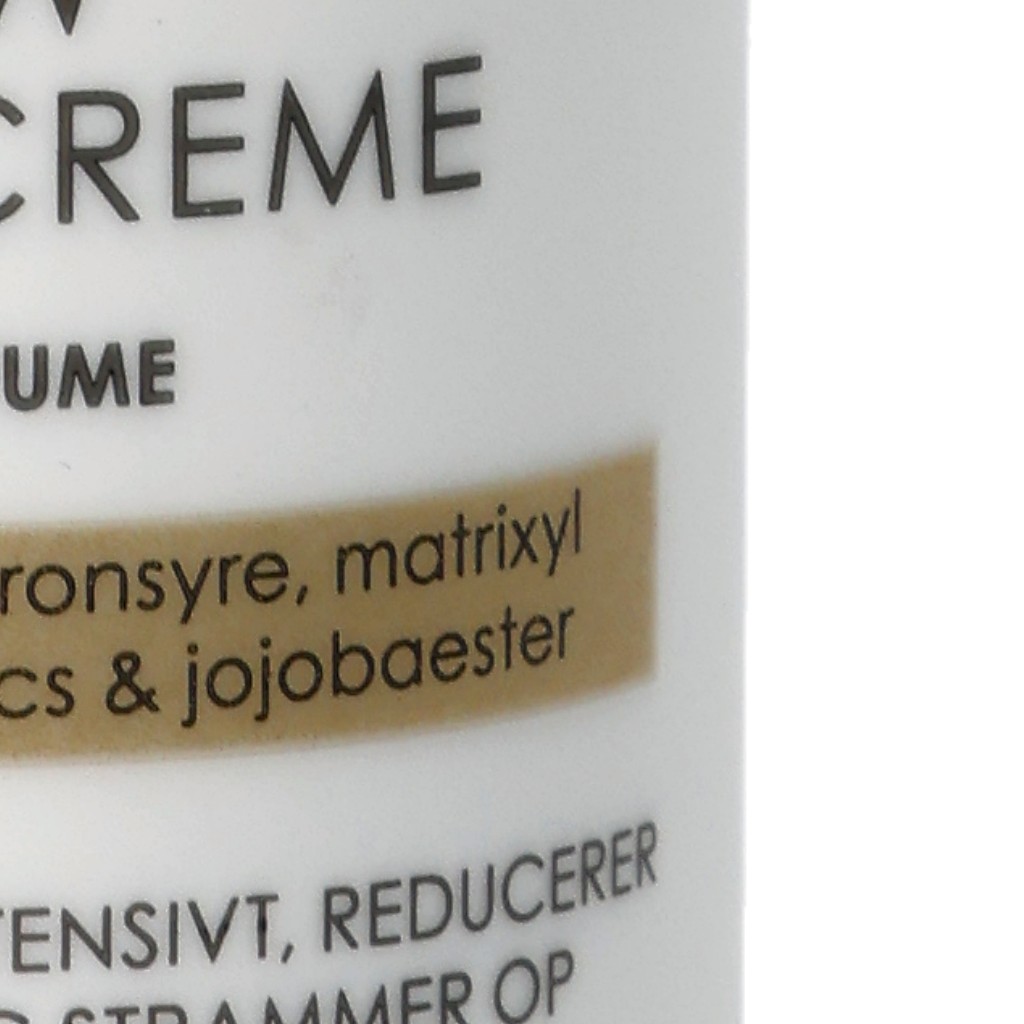 CREME
UME
ronsyre, matrixyl
cs & jojobaester
TENSIVT, REDUCERER
STRAMMER OP